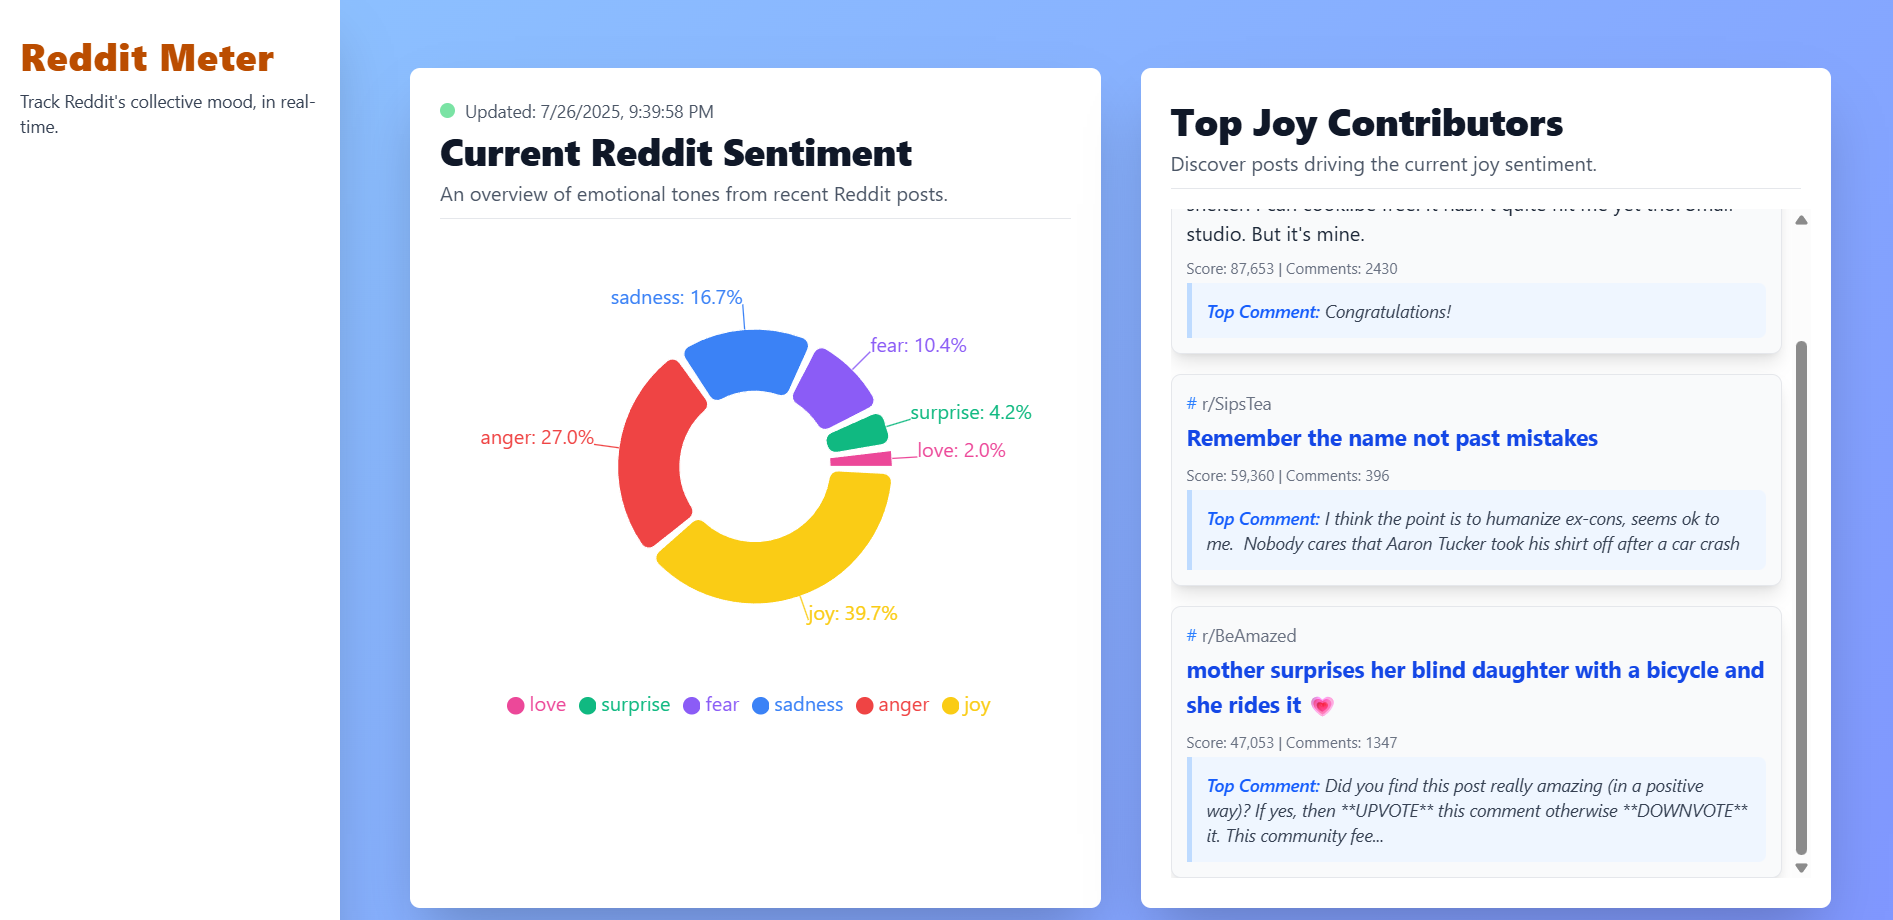 Reddit Meter
Track Reddit's collective mood, in real-
time.
Updated: 7/26/2025, 9:39:58 PM
Current Reddit Sentiment
An overview of emotional tones from recent Reddit posts.
sadness: 16.7%
fear: 10.4%
surprise: 4.2%
love: 2.0%
anger: 27.0%
joy: 39.7%
love surprise fear sadness anger joy
Top Joy Contributors
Discover posts driving the current joy sentiment.
studio. But it's mine.
Score: 87,653 | Comments: 2430
Top Comment: Congratulations!
# r/SipsTea
Remember the name not past mistakes
Score: 59,360 | Comments: 396
Top Comment: I think the point is to humanize ex-cons, seems ok to
me.  Nobody cares that Aaron Tucker took his shirt off after a car crash
# r/BeAmazed
mother surprises her blind daughter with a bicycle and
she rides it 💗
Score: 47,053 | Comments: 1347
Top Comment: Did you find this post really amazing (in a positive
way)? If yes, then **UPVOTE** this comment otherwise **DOWNVOTE**
it. This community fee...